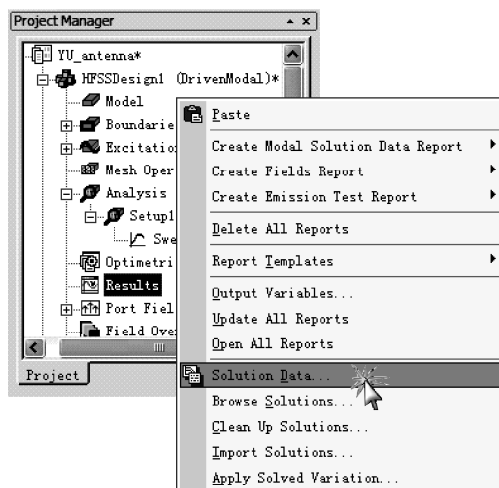 Project Manager
YU_antenna*
HFSSDesign1 (DrivenModal)*
Model
Boundarie
Excitatio
Mesh Oper
Analysis
Setup1
Swe
Optimetri
Results
Port Fiel
Field Ove
Project
Paste
Create Modal Solution Data Report
Create Fields Report
Create Emission Test Report
Delete All Reports
Report Templates
Output Variables...
Update All Reports
Open All Reports
Solution Data...
Browse Solutions...
Clean Up Solutions...
Import Solutions...
Apply Solved Variation...